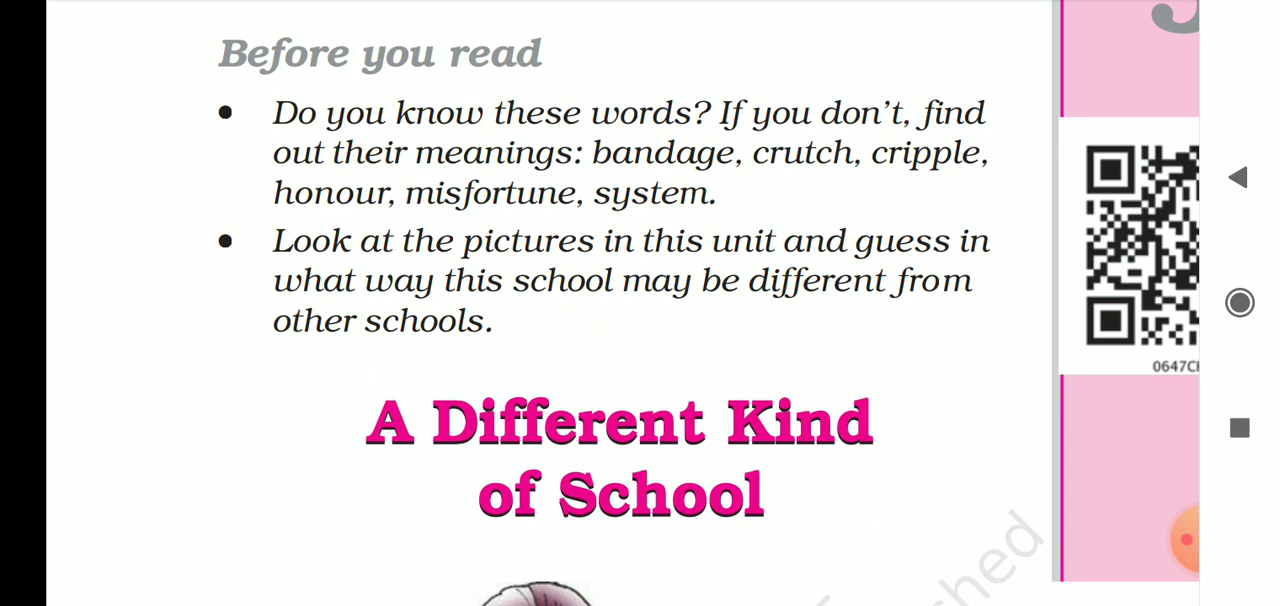 Before you read
• Do you know these words? If you don't, find
out their meanings: bandage, crutch, cripple,
honour, misfortune, system.
• Look at the pictures in this unit and guess in
what way this school may be different from
other schools.
0647CH
A Different Kind
of School
shed